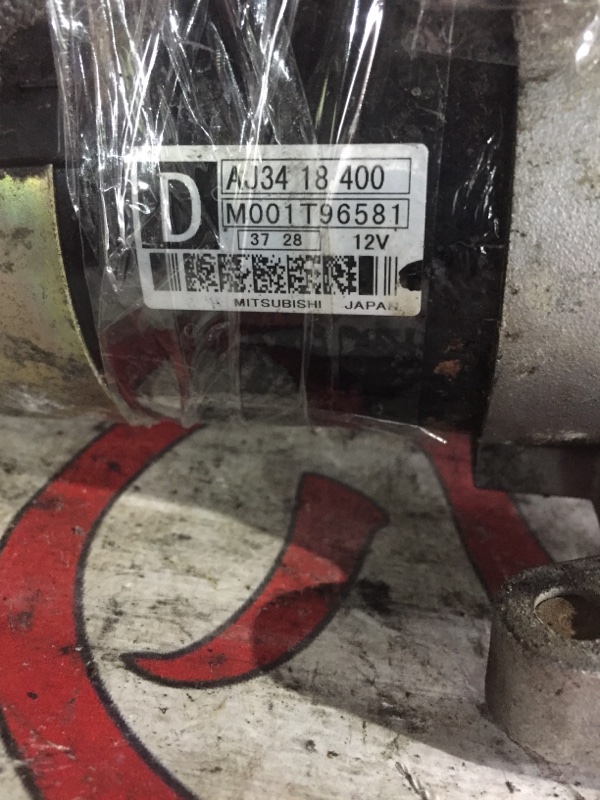 D
AJ34 18 400
M001T96581
37 28 12V
MITSUBISHI JAPAN